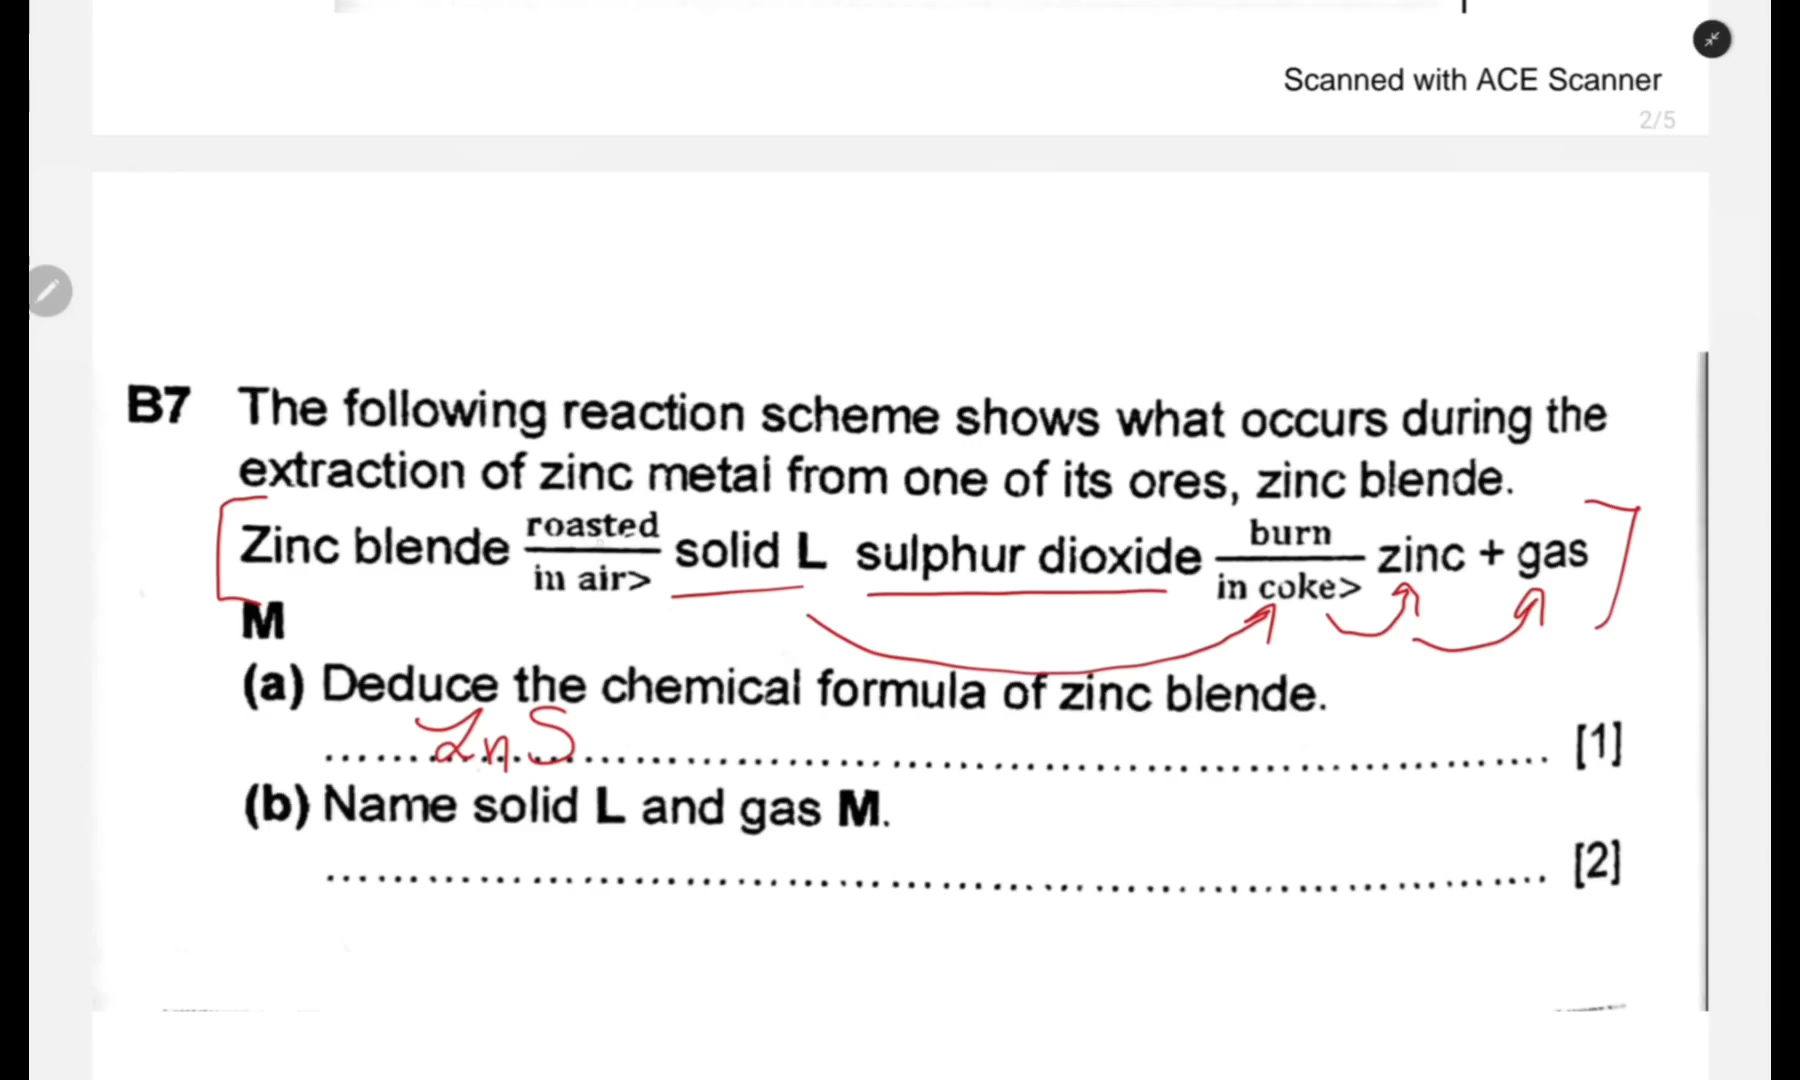 Scanned with ACE Scanner
2/5
B7 The following reaction scheme shows what occurs during the
extraction of zinc metal from one of its ores, zinc blende.
Zinc blende roasted in air> solid L sulphur dioxide burn in coke> zinc + gas
M
(a) Deduce the chemical formula of zinc blende.
ZnS [1]
(b) Name solid L and gas M.
[2]